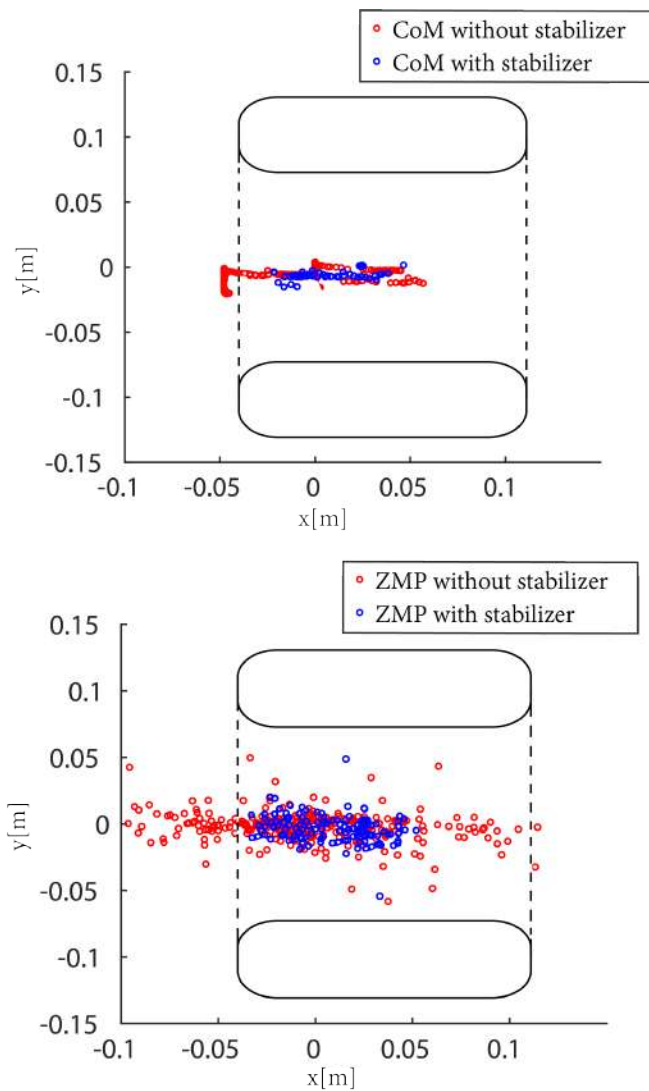 CoM without stabilizer
CoM with stabilizer
0.15
0.1
0.05
0
-0.05
-0.1
-0.15
y[m]
-0.1 -0.05 0 0.05 0.1
x[m]
ZMP without stabilizer
ZMP with stabilizer
0.15
0.1
0.05
0
-0.05
-0.1
-0.15
y[m]
-0.1 -0.05 0 0.05 0.1
x[m]